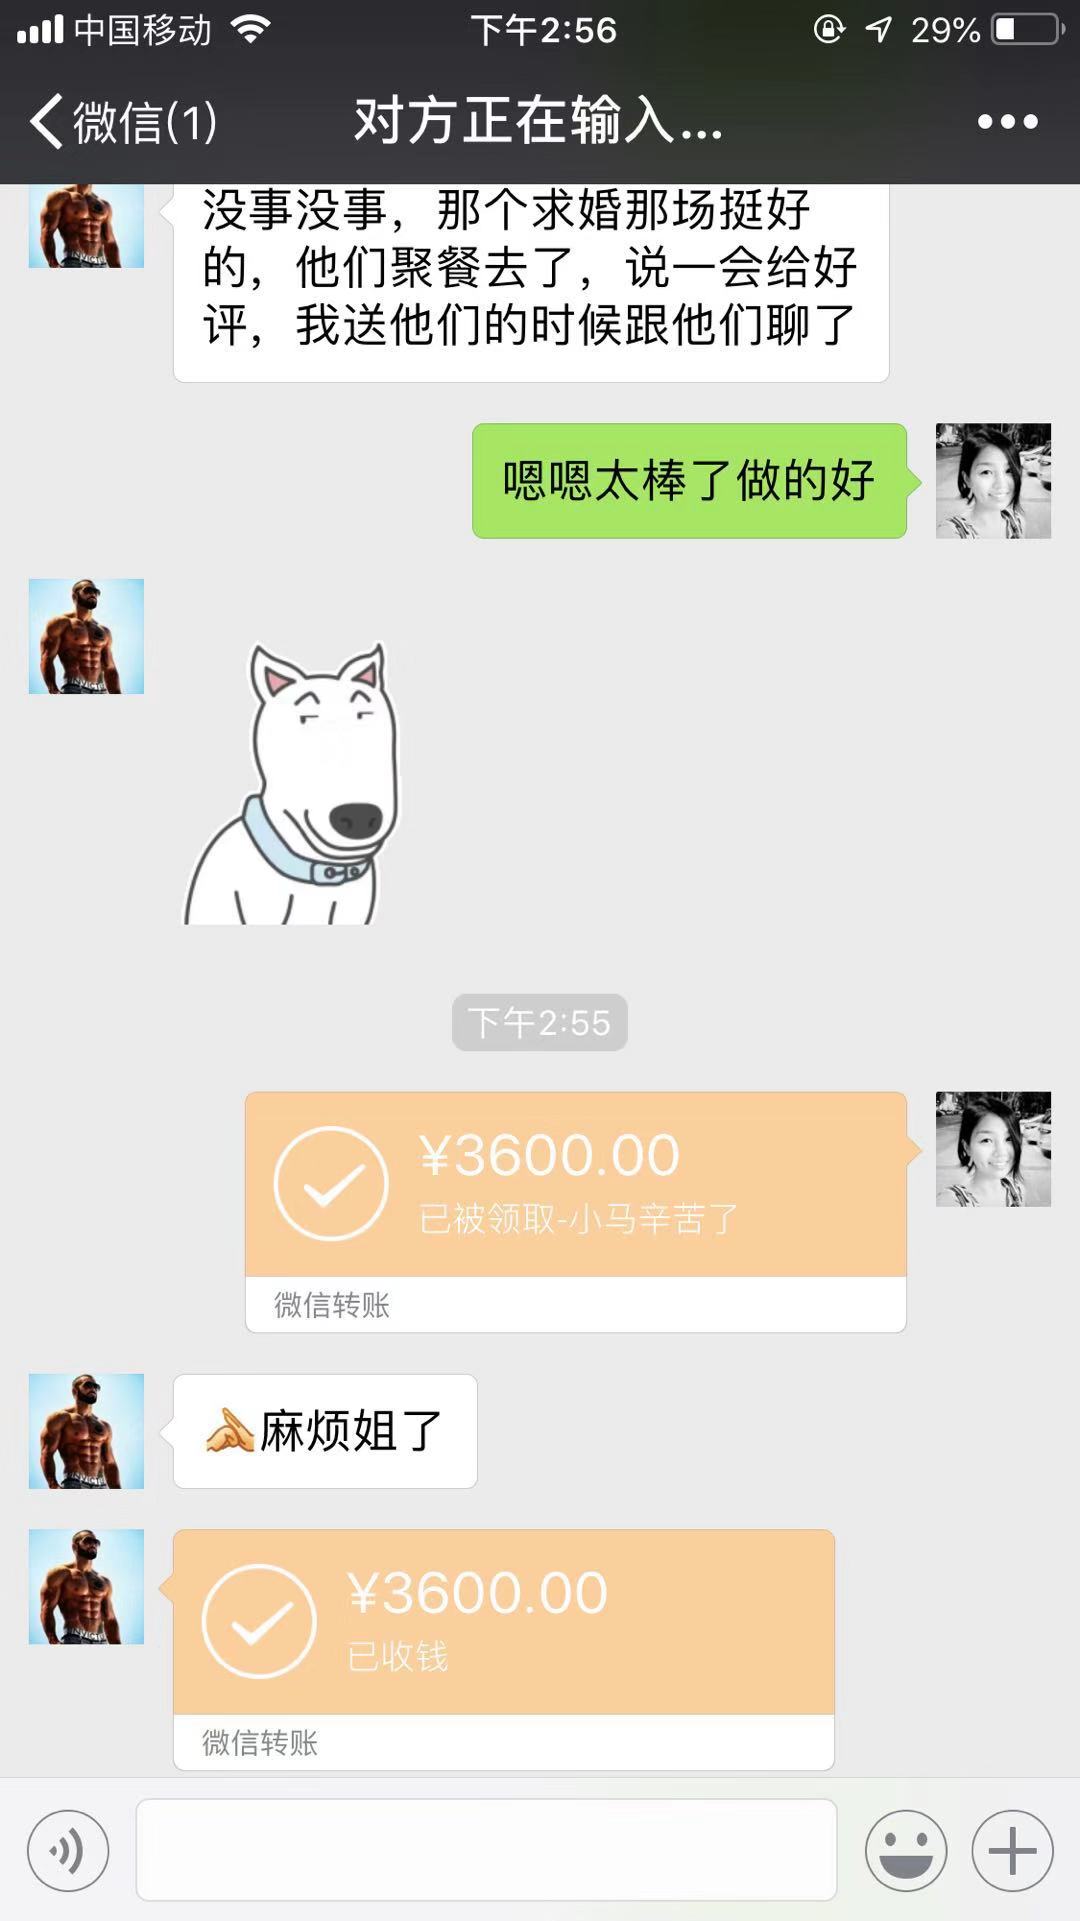 中国移动 下午2:56 29%
微信(1) 对方正在输入...
没事没事，那个求婚那场挺好
的，他们聚餐去了，说一会给好
评，我送他们的时候跟他们聊了
嗯嗯太棒了做的好
下午2:55
¥3600.00
已被领取-小马辛苦了
微信转账
麻烦姐了
¥3600.00
已收钱
微信转账